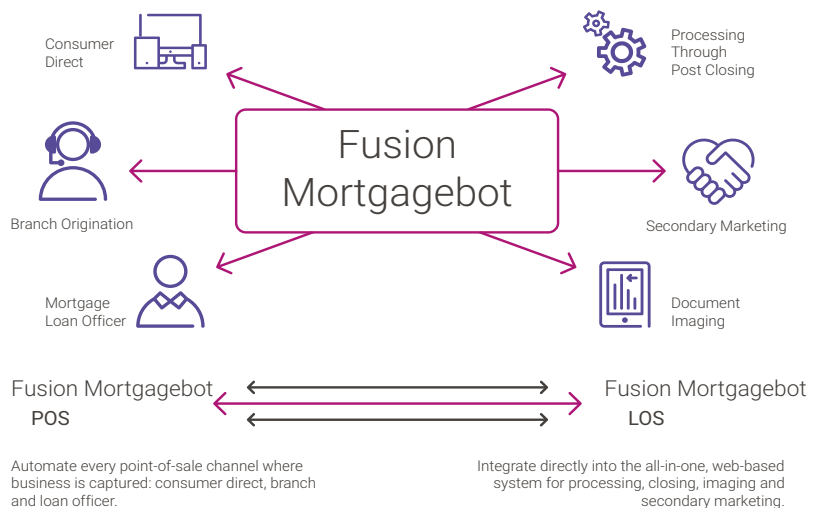 Consumer
Direct
Processing
Through
Post Closing
Fusion
Mortgagebot
Branch Origination
Secondary Marketing
Mortgage
Loan Officer
Document
Imaging
Fusion Mortgagebot
POS
Fusion Mortgagebot
LOS
Automate every point-of-sale channel where
business is captured: consumer direct, branch
and loan officer.
Integrate directly into the all-in-one, web-based
system for processing, closing, imaging and
secondary marketing.